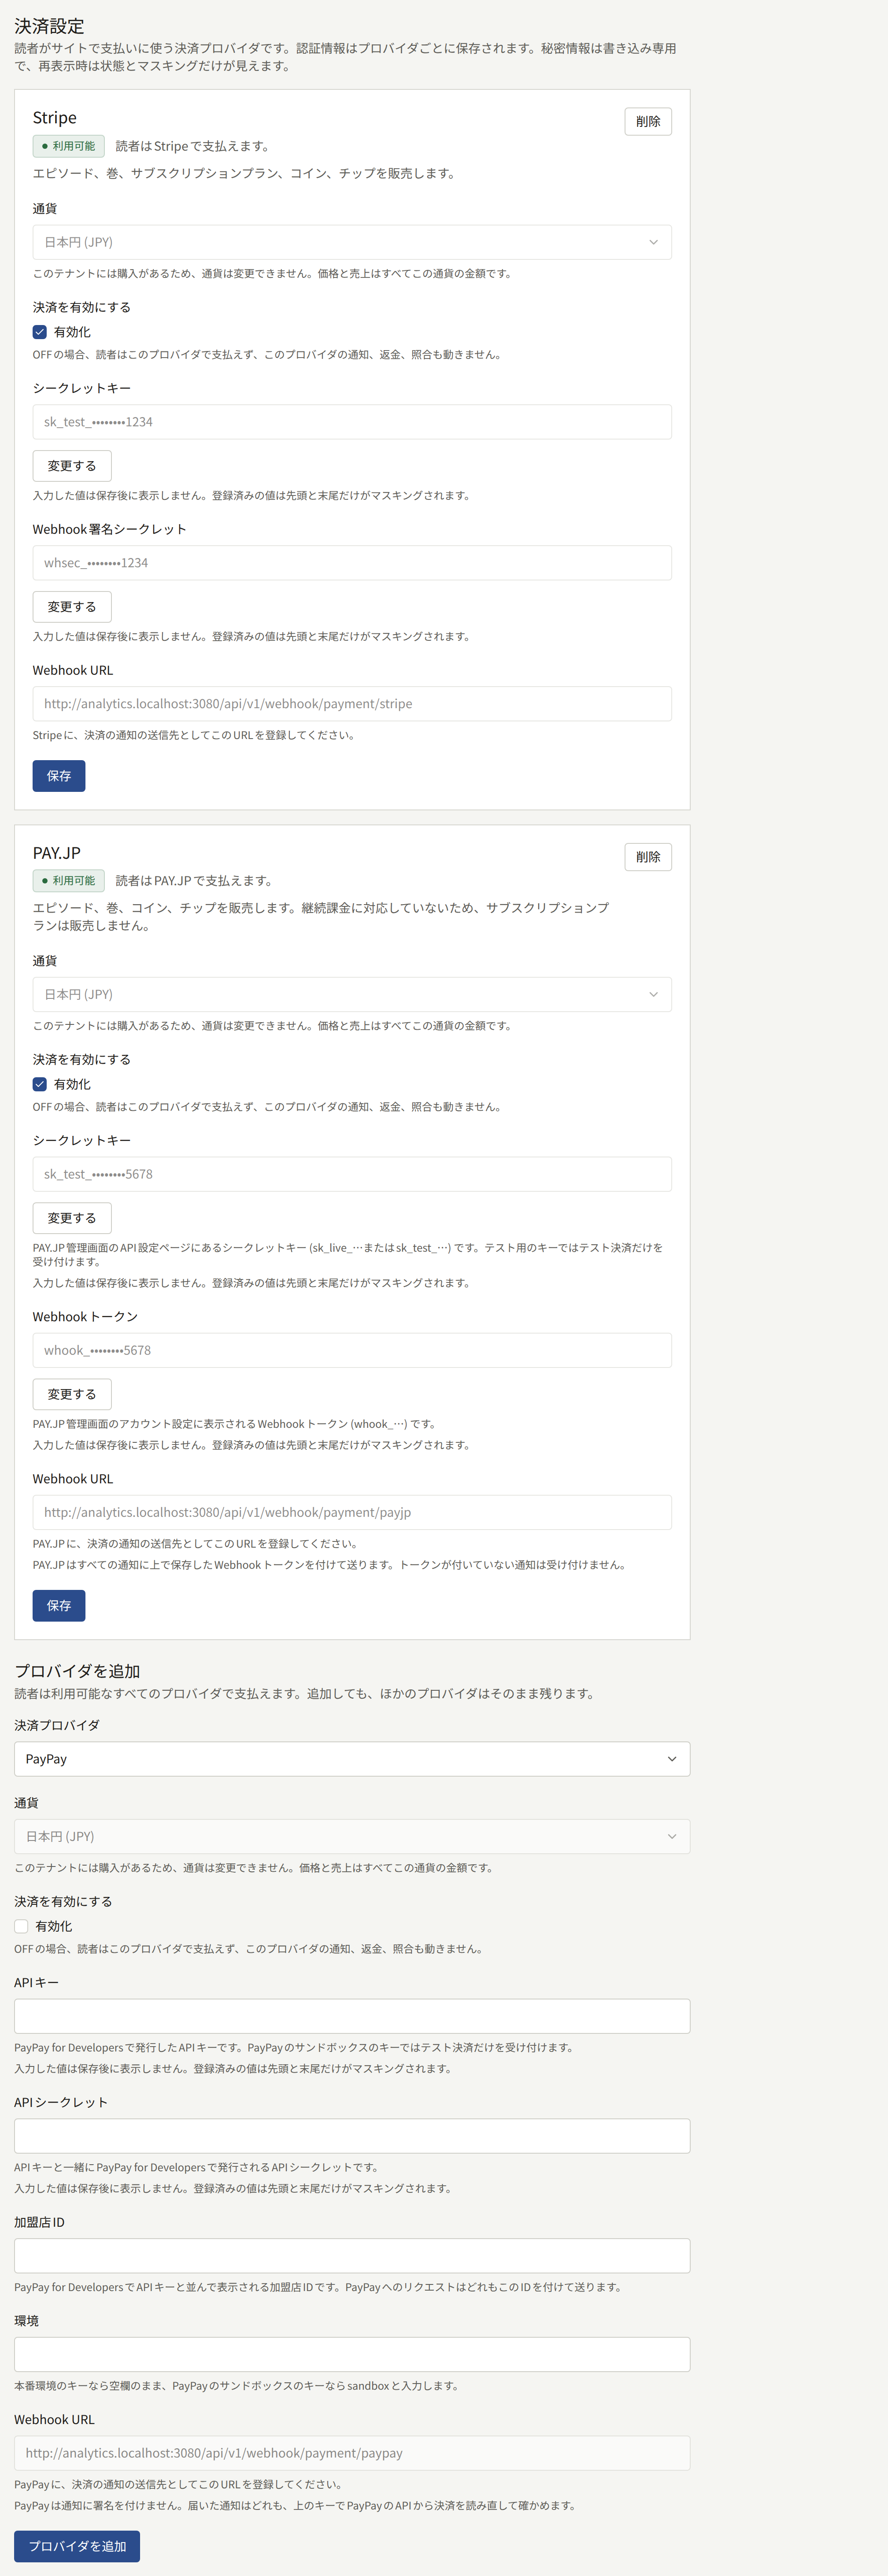 決済設定
読者がサイトで支払いに使う決済プロバイダです。認証情報はプロバイダごとに保存されます。秘密情報は書き込み専用
で、再表示時は状態とマスキングだけが見えます。
Stripe
削除
利用可能
読者はStripeで支払えます。
エピソード、巻、サブスクリプションプラン、コイン、チップを販売します。
通貨
日本円 (JPY)
このテナントには購入があるため、通貨は変更できません。価格と売上はすべてこの通貨の金額です。
決済を有効にする
有効化
OFFの場合、読者はこのプロバイダで支払えず、このプロバイダの通知、返金、照合も動きません。
シークレットキー
sk_test_••••••••1234
変更する
入力した値は保存後に表示しません。登録済みの値は先頭と末尾だけがマスキングされます。
Webhook署名シークレット
whsec_••••••••1234
変更する
入力した値は保存後に表示しません。登録済みの値は先頭と末尾だけがマスキングされます。
Webhook URL
http://analytics.localhost:3080/api/v1/webhook/payment/stripe
Stripeに、決済の通知の送信先としてこのURLを登録してください。
保存
PAY.JP
削除
利用可能
読者はPAY.JPで支払えます。
エピソード、巻、コイン、チップを販売します。継続課金に対応していないため、サブスクリプションプ
ランは販売しません。
通貨
日本円 (JPY)
このテナントには購入があるため、通貨は変更できません。価格と売上はすべてこの通貨の金額です。
決済を有効にする
有効化
OFFの場合、読者はこのプロバイダで支払えず、このプロバイダの通知、返金、照合も動きません。
シークレットキー
sk_test_••••••••5678
変更する
PAY.JP管理画面のAPI設定ページにあるシークレットキー (sk_live_…またはsk_test_…) です。テスト用のキーではテスト決済だけを
受け付けます。
入力した値は保存後に表示しません。登録済みの値は先頭と末尾だけがマスキングされます。
Webhookトークン
whook_••••••••5678
変更する
PAY.JP管理画面のアカウント設定に表示されるWebhookトークン (whook_…) です。
入力した値は保存後に表示しません。登録済みの値は先頭と末尾だけがマスキングされます。
Webhook URL
http://analytics.localhost:3080/api/v1/webhook/payment/payjp
PAY.JPに、決済の通知の送信先としてこのURLを登録してください。
PAY.JPはすべての通知に上で保存したWebhookトークンを付けて送ります。トークンが付いていない通知は受け付けません。
保存
プロバイダを追加
読者は利用可能なすべてのプロバイダで支払えます。追加しても、ほかのプロバイダはそのまま残ります。
決済プロバイダ
PayPay
通貨
日本円 (JPY)
このテナントには購入があるため、通貨は変更できません。価格と売上はすべてこの通貨の金額です。
決済を有効にする
有効化
OFFの場合、読者はこのプロバイダで支払えず、このプロバイダの通知、返金、照合も動きません。
APIキー
PayPay for Developersで発行したAPIキーです。PayPayのサンドボックスのキーではテスト決済だけを受け付けます。
入力した値は保存後に表示しません。登録済みの値は先頭と末尾だけがマスキングされます。
APIシークレット
APIキーと一緒にPayPay for Developersで発行されるAPIシークレットです。
入力した値は保存後に表示しません。登録済みの値は先頭と末尾だけがマスキングされます。
加盟店ID
PayPay for DevelopersでAPIキーと並んで表示される加盟店IDです。PayPayへのリクエストはどれもこのIDを付けて送ります。
環境
本番環境のキーなら空欄のまま、PayPayのサンドボックスのキーならsandboxと入力します。
Webhook URL
http://analytics.localhost:3080/api/v1/webhook/payment/paypay
PayPayに、決済の通知の送信先としてこのURLを登録してください。
PayPayは通知に署名を付けません。届いた通知はどれも、上のキーでPayPayのAPIから決済を読み直して確かめます。
プロバイダを追加